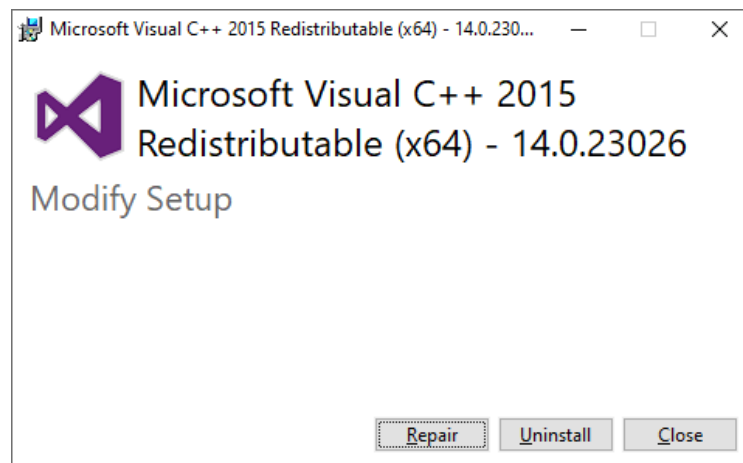 Microsoft Visual C++ 2015 Redistributable (x64) - 14.0.230...
Microsoft Visual C++ 2015
Redistributable (x64) - 14.0.23026
Modify Setup
Repair Uninstall Close